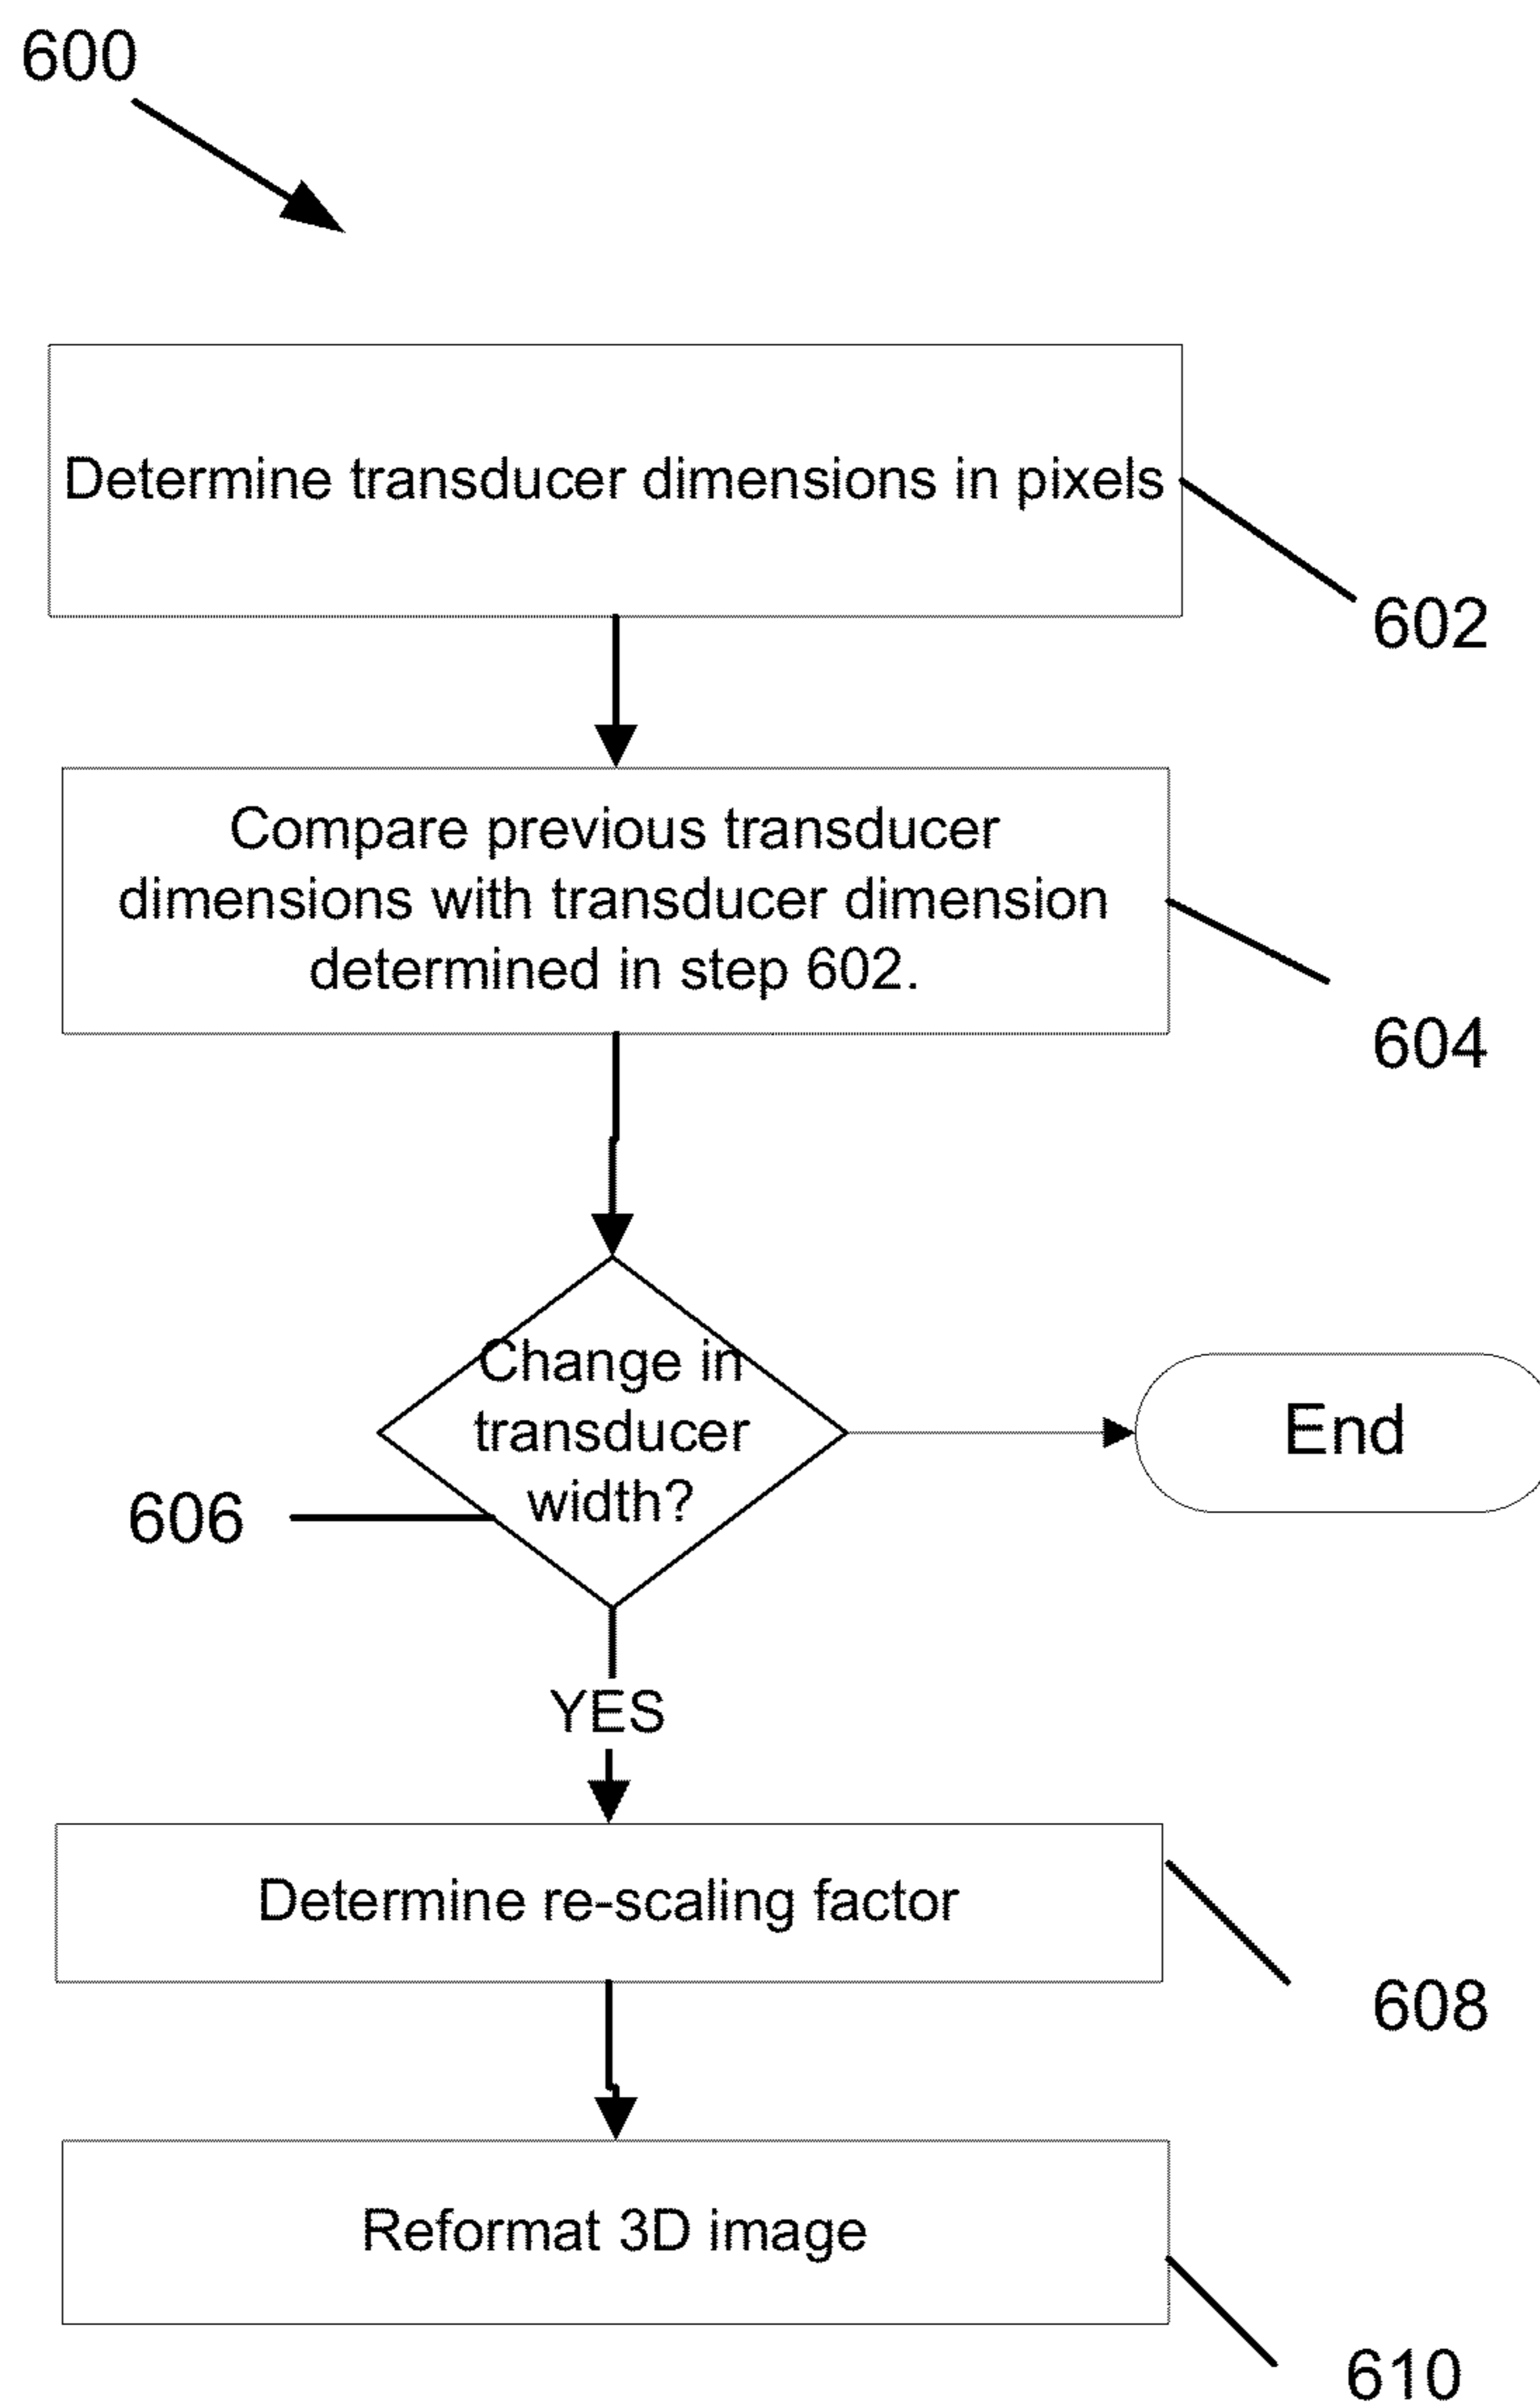 600
Determine transducer dimensions in pixels
602
Compare previous transducer
dimensions with transducer dimension
determined in step 602.
604
Change in
transducer
width?
End
606
YES
Determine re-scaling factor
608
Reformat 3D image
610